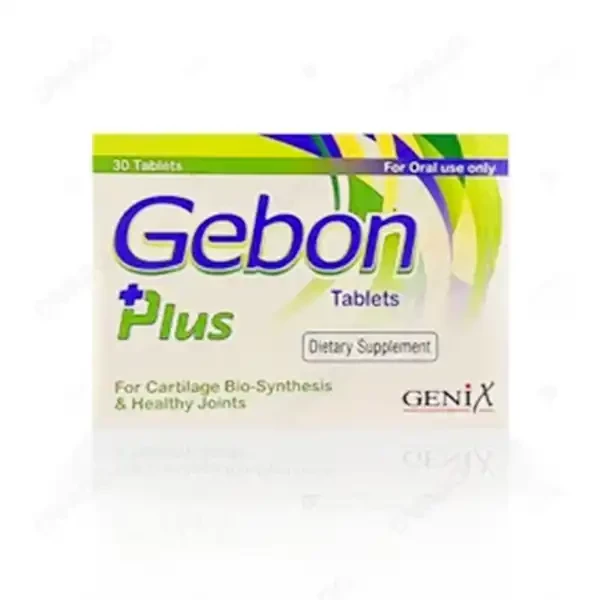 30 Tablets
For Oral use only
Gebon
Plus
Tablets
Dietary Supplement
For Cartilage Bio-Synthesis
& Healthy Joints
GENiX